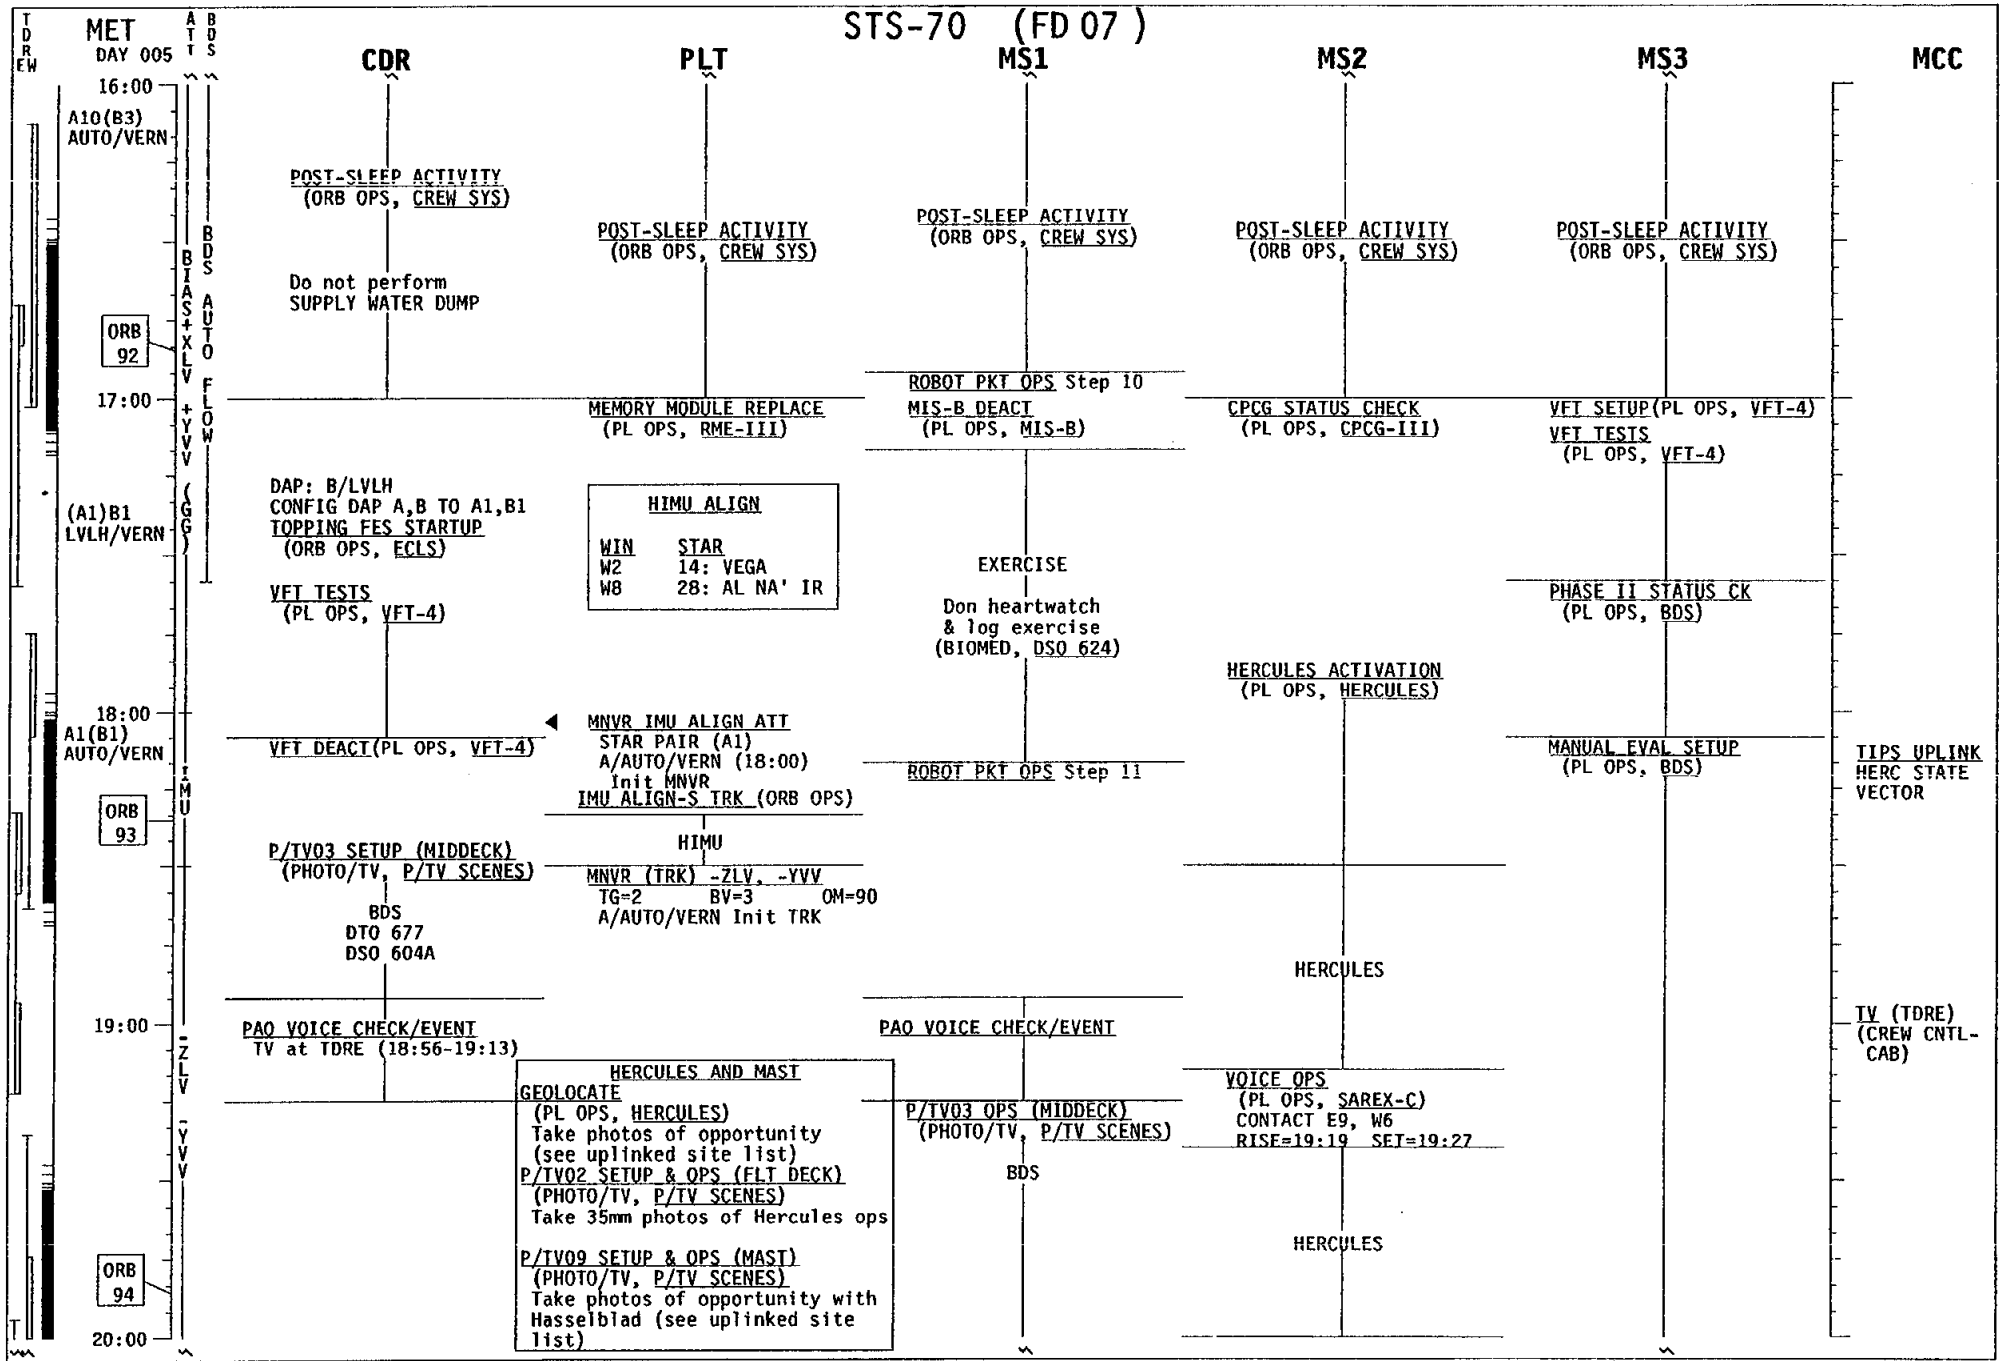 STS-70 (FD 07 )
TDREW
MET
DAY 005
ATT
BDS
CDR
PLT
MS1
MS2
MS3
MCC
16:00
A10(B3)
AUTO/VERN
ORB
92
17:00
(A1)B1
LVLH/VERN
18:00
A1(B1)
AUTO/VERN
ORB
93
19:00
ORB
94
20:00
BIAS+XLV +YVV (GG)
IMU
-ZLV -YVV
BDS AUTO FLOW
POST-SLEEP ACTIVITY
(ORB OPS, CREW SYS)
Do not perform
SUPPLY WATER DUMP
DAP: B/LVLH
CONFIG DAP A,B TO A1,B1
TOPPING FES STARTUP
(ORB OPS, ECLS)
VFT TESTS
(PL OPS, VFT-4)
VFT DEACT(PL OPS, VFT-4)
P/TV03 SETUP (MIDDECK)
(PHOTO/TV, P/TV SCENES)
BDS
DTO 677
DSO 604A
PAO VOICE CHECK/EVENT
TV at TDRE (18:56-19:13)
POST-SLEEP ACTIVITY
(ORB OPS, CREW SYS)
MEMORY MODULE REPLACE
(PL OPS, RME-III)
HIMU ALIGN
WIN STAR
W2 14: VEGA
W8 28: AL NA' IR
MNVR IMU ALIGN ATT
STAR PAIR (A1)
A/AUTO/VERN (18:00)
Init MNVR
IMU ALIGN-S TRK (ORB OPS)
HIMU
MNVR (TRK) -ZLV, -YVV
TG=2 BV=3 OM=90
A/AUTO/VERN Init TRK
HERCULES AND MAST
GEOLOCATE
(PL OPS, HERCULES)
Take photos of opportunity
(see uplinked site list)
P/TV02 SETUP & OPS (FLT DECK)
(PHOTO/TV, P/TV SCENES)
Take 35mm photos of Hercules ops
P/TV09 SETUP & OPS (MAST)
(PHOTO/TV, P/TV SCENES)
Take photos of opportunity with
Hasselblad (see uplinked site
list)
POST-SLEEP ACTIVITY
(ORB OPS, CREW SYS)
ROBOT PKT OPS Step 10
MIS-B DEACT
(PL OPS, MIS-B)
EXERCISE
Don heartwatch
& log exercise
(BIOMED, DSO 624)
ROBOT PKT OPS Step 11
PAO VOICE CHECK/EVENT
P/TV03 OPS (MIDDECK)
(PHOTO/TV, P/TV SCENES)
BDS
POST-SLEEP ACTIVITY
(ORB OPS, CREW SYS)
CPCG STATUS CHECK
(PL OPS, CPCG-III)
HERCULES ACTIVATION
(PL OPS, HERCULES)
HERCULES
VOICE OPS
(PL OPS, SAREX-C)
CONTACT E9, W6
RISE=19:19 SET=19:27
HERCULES
POST-SLEEP ACTIVITY
(ORB OPS, CREW SYS)
VFT SETUP(PL OPS, VFT-4)
VFT TESTS
(PL OPS, VFT-4)
PHASE II STATUS CK
(PL OPS, BDS)
MANUAL EVAL SETUP
(PL OPS, BDS)
TIPS UPLINK
HERC STATE
VECTOR
TV (TDRE)
(CREW CNTL-
CAB)